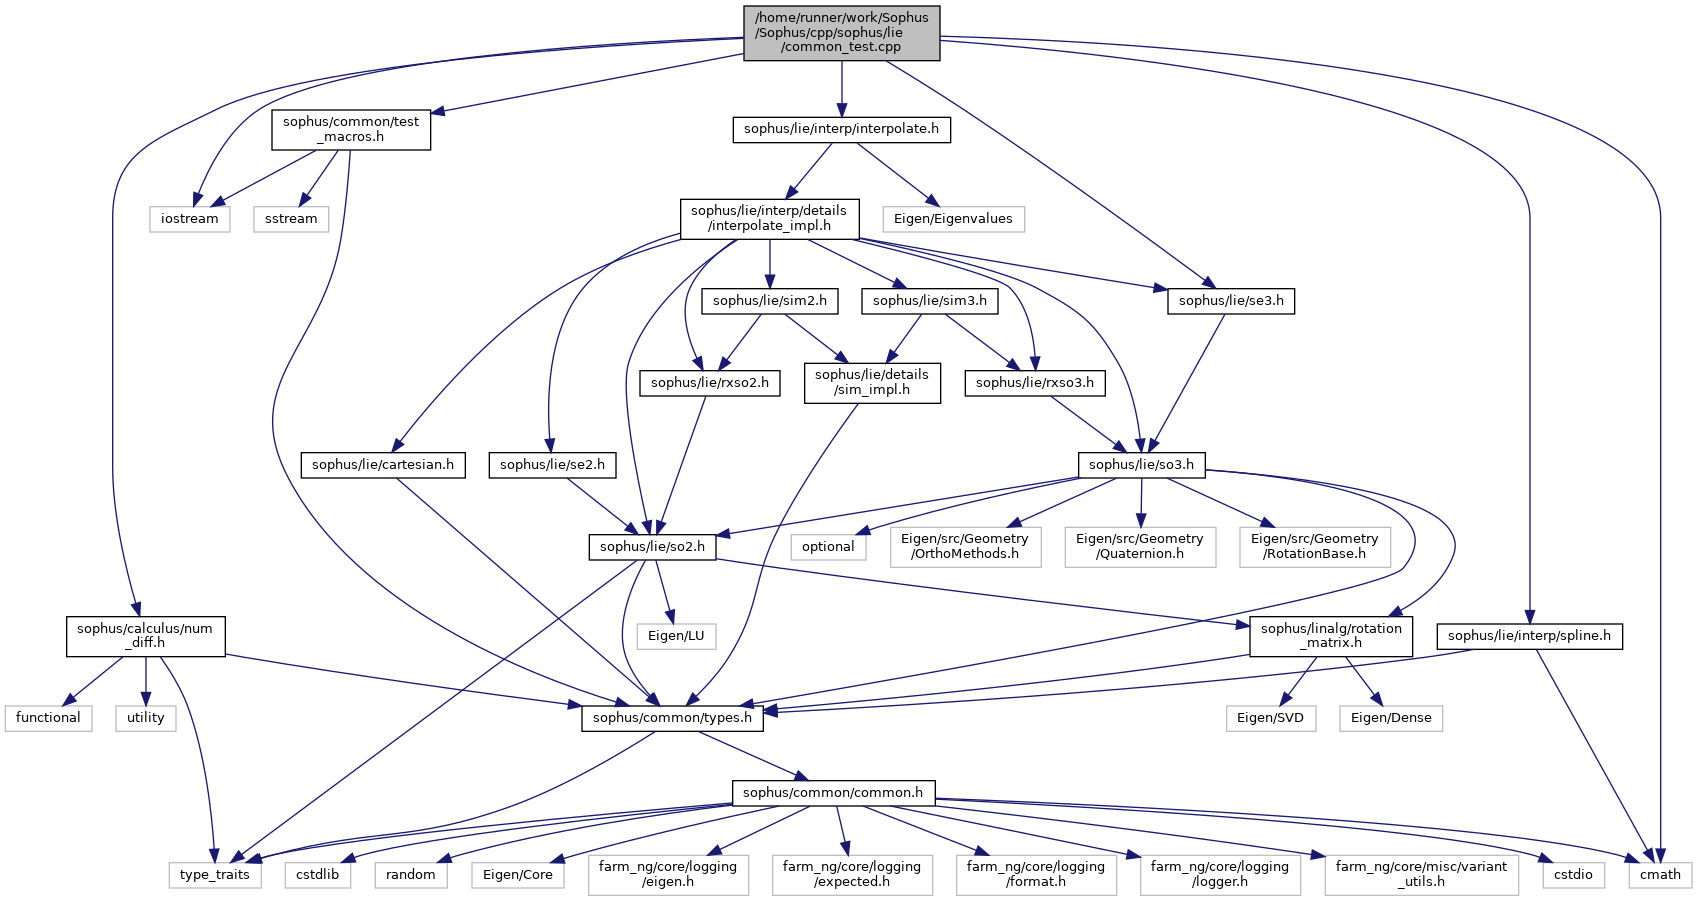 /home/runner/work/Sophus
/Sophus/cpp/sophus/lie
/common_test.cpp
sophus/common/test
_macros.h
sophus/lie/interp/interpolate.h
iostream
sstream
sophus/lie/interp/details
/interpolate_impl.h
Eigen/Eigenvalues
sophus/lie/sim2.h
sophus/lie/sim3.h
sophus/lie/se3.h
sophus/lie/rxso2.h
sophus/lie/details
/sim_impl.h
sophus/lie/rxso3.h
sophus/lie/cartesian.h
sophus/lie/se2.h
sophus/lie/so3.h
sophus/lie/so2.h
optional
Eigen/src/Geometry
/OrthoMethods.h
Eigen/src/Geometry
/Quaternion.h
Eigen/src/Geometry
/RotationBase.h
sophus/calculus/num
_diff.h
Eigen/LU
sophus/linalg/rotation
_matrix.h
sophus/lie/interp/spline.h
functional
utility
sophus/common/types.h
Eigen/SVD
Eigen/Dense
sophus/common/common.h
type_traits
cstdlib
random
Eigen/Core
farm_ng/core/logging
/eigen.h
farm_ng/core/logging
/expected.h
farm_ng/core/logging
/format.h
farm_ng/core/logging
/logger.h
farm_ng/core/misc/variant
_utils.h
cstdio
cmath